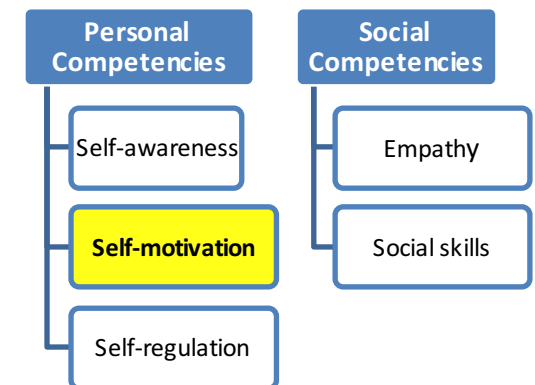 Personal
Competencies
Self-awareness
Self-motivation
Self-regulation
Social
Competencies
Empathy
Social skills